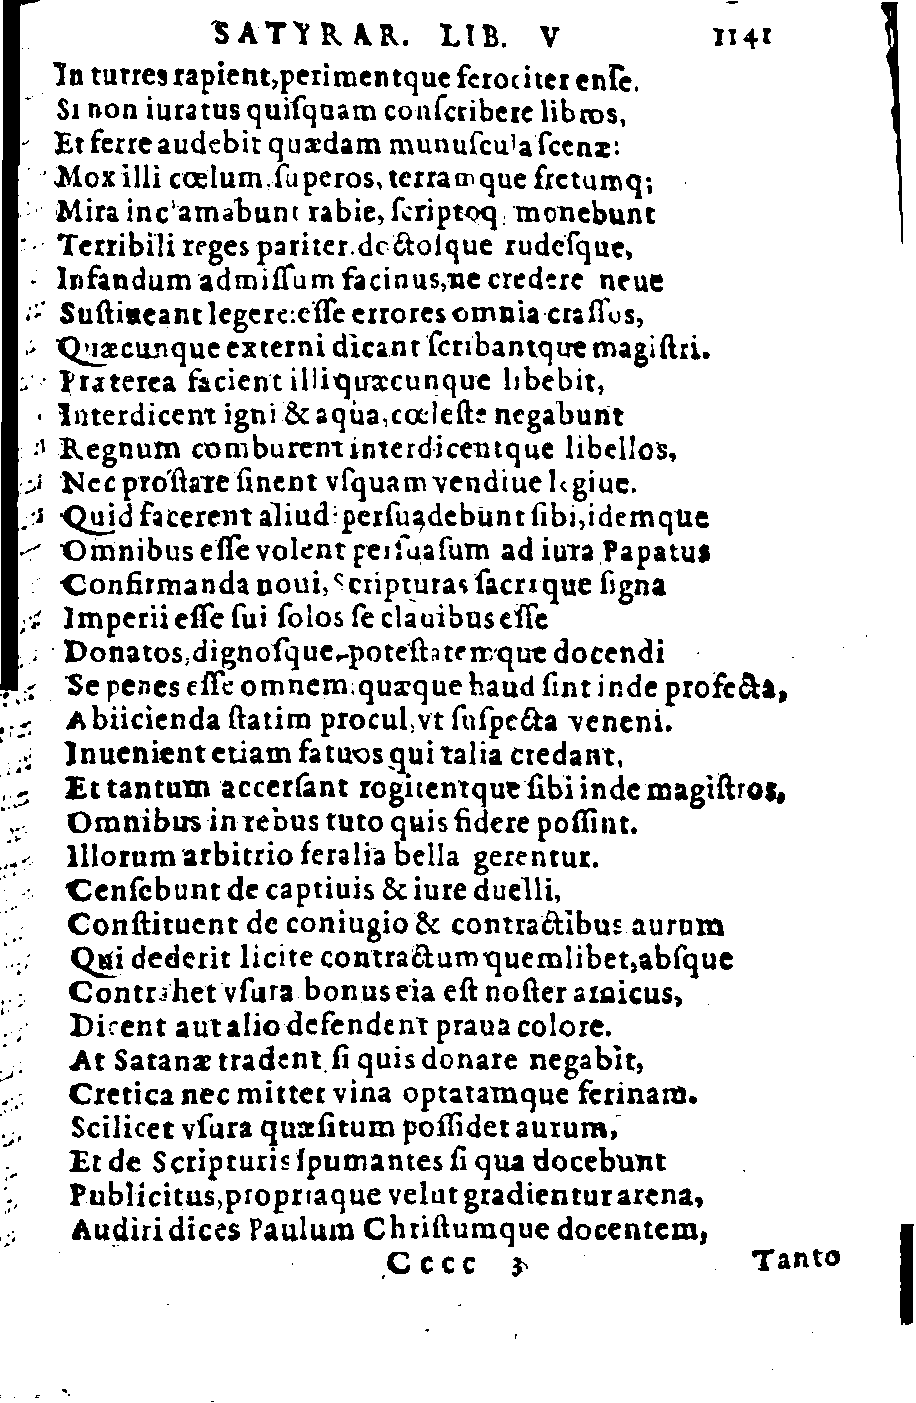 SATYRAR. LIB. V 1141
In turres rapient,perimentque ferociter enſe.
Si non iuratus quiſquam conſcribere libros,
Et ferre audebit quædam munuſcula ſcenæ:
Mox illi cœlum,ſuperos, terramque fretumq;
Mira inclamabunt rabie, ſcriptoq; monebunt
Terribili reges pariter,doctoſque rudeſque,
Infandum admiſſum facinus,ne credere neue
Suſtineant legere:eſſe errores omnia craſſos,
Quæcunque externi dicant ſcribantque magiſtri.
Præterea facient illi quæcunque libebit,
Interdicent igni & aqua,cœleſte negabunt
Regnum comburent interdicentque libellos,
Nec proſtare ſinent vſquam vendiue legiue.
Quid facerent aliud?perſuadebunt ſibi,idemque
Omnibus eſſe volent perſuaſum ad iura Papatus
Confirmanda noui, Scripturas ſacrique ſigna
Imperii eſſe ſui ſolos ſe clauibus eſſe
Donatos,dignoſque,poteſtatemque docendi
Se penes eſſe omnem:quæque haud ſint inde profecta,
Abiicienda ſtatim procul,vt ſuſpecta veneni.
Inuenient etiam fatuos qui talia credant,
Et tantum accerſant rogitentque ſibi inde magiſtros,
Omnibus in rebus tuto quis fidere poſſint.
Illorum arbitrio feralia bella gerentur.
Cenſebunt de captiuis & iure duelli,
Conſtituent de coniugio & contractibus aurum
Qui dederit licite contractum quemlibet,abſque
Contrahet vſura bonus eia eſt noſter amicus,
Dicent aut alio defendent praua colore.
At Satanæ tradent ſi quis donare negabit,
Cretica nec mittet vina optatamque ferinam.
Scilicet vſura quæſitum poſſidet aurum,
Et de Scripturis ſpumantes ſi qua docebunt
Publicitus,propriaque velut gradientur arena,
Audiri dices Paulum Chriſtumque docentem,
Cccc 3 Tanto